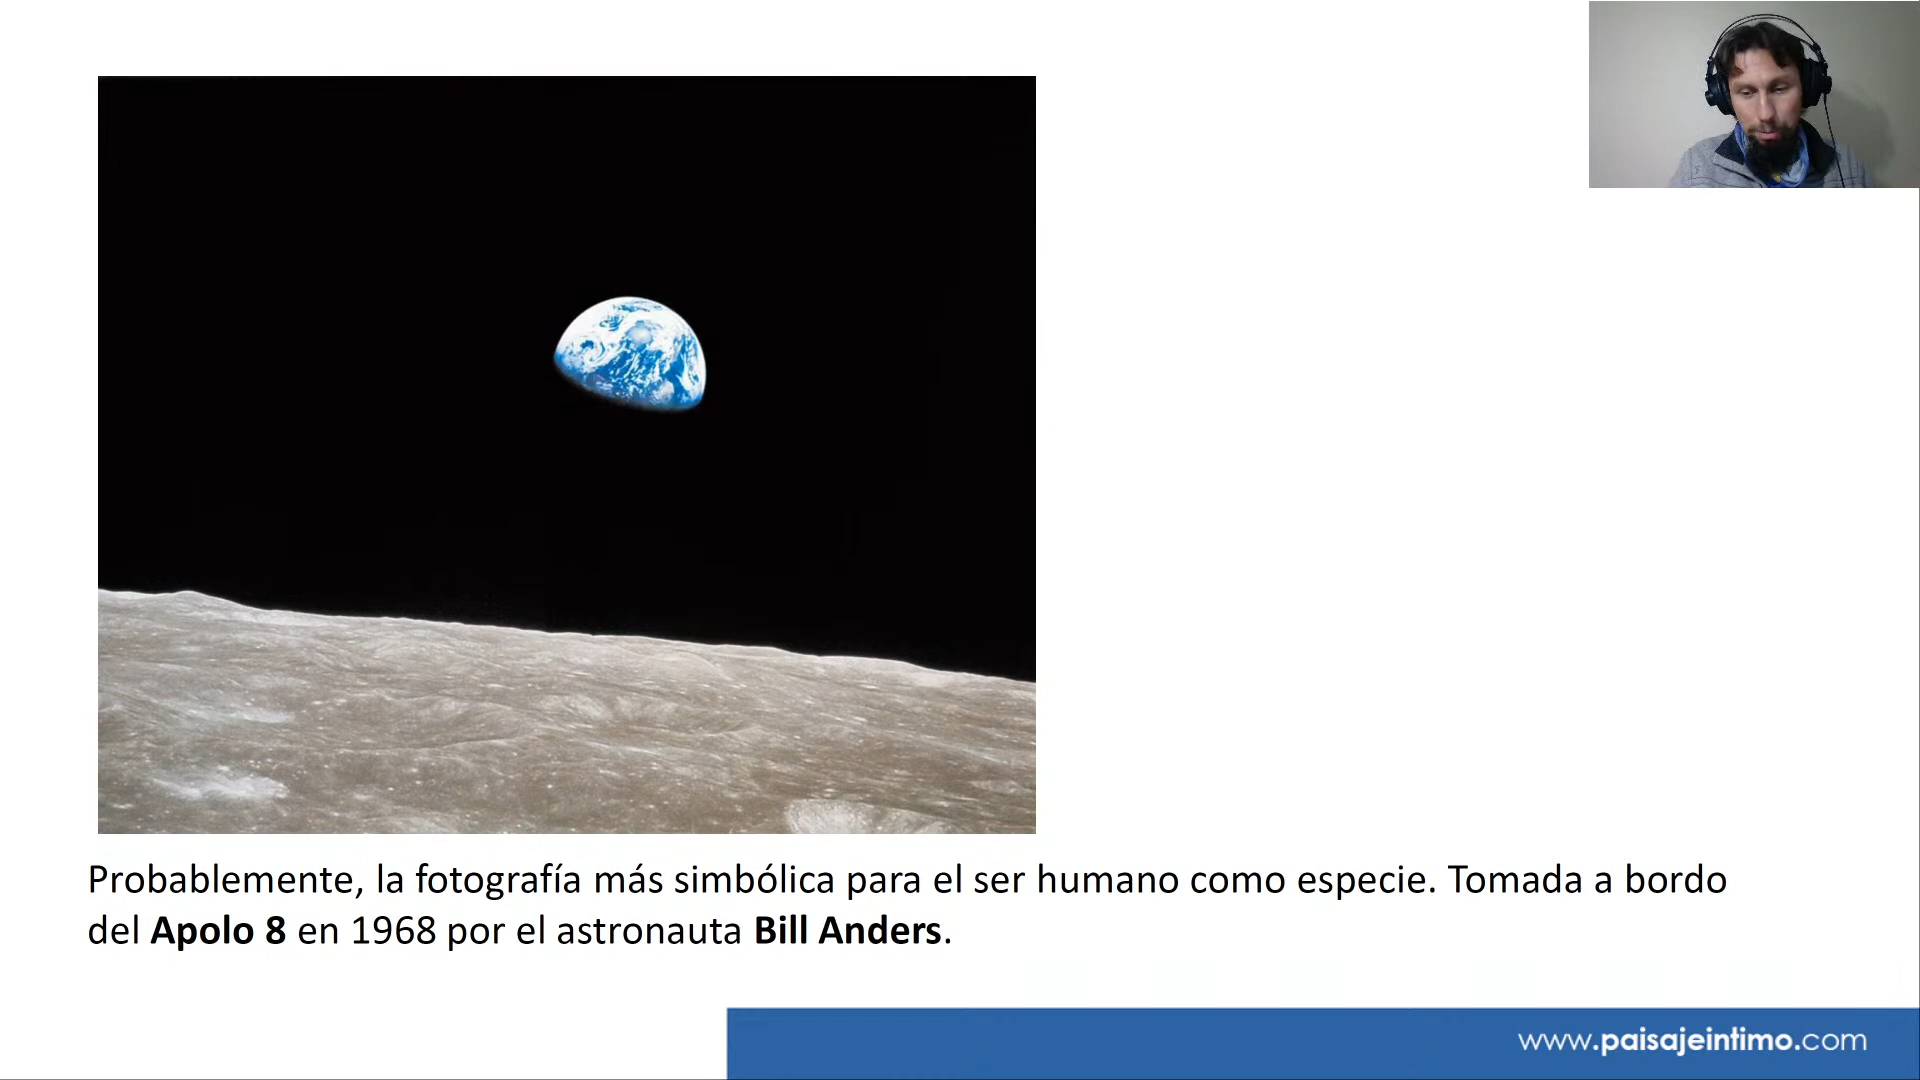 Probablemente, la fotografía más simbólica para el ser humano como especie. Tomada a bordo
del Apolo 8 en 1968 por el astronauta Bill Anders.
www.paisajeintimo.com